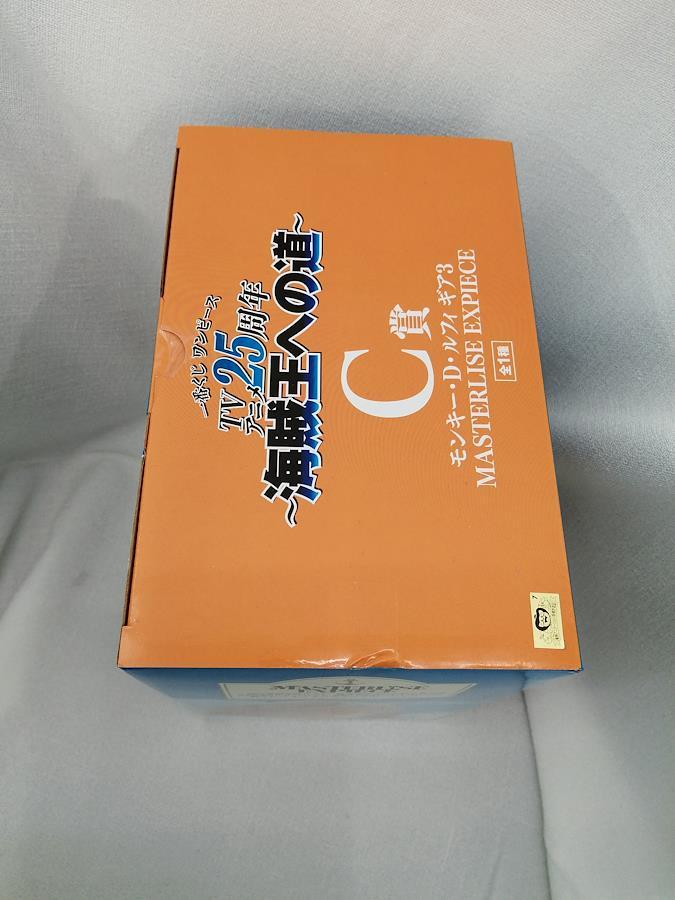 一番くじ ワンピース
TVアニメ25周年
～海賊王への道～
C賞
モンキー・D・ルフィ ギア3
MASTERLISE EXPIECE
全1種
MASTERLISE